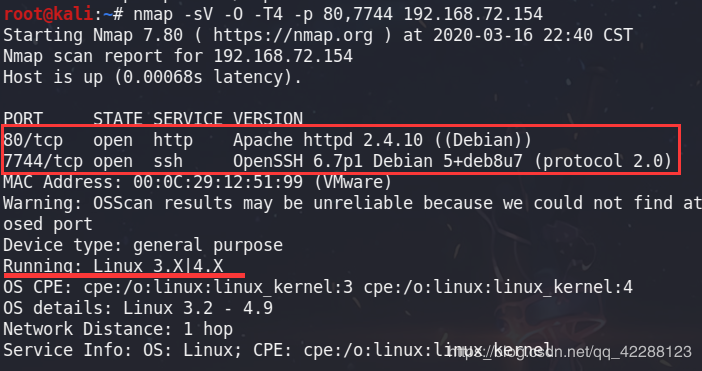 root@kali:~# nmap -sV -O -T4 -p 80,7744 192.168.72.154
Starting Nmap 7.80 ( https://nmap.org ) at 2020-03-16 22:40 CST
Nmap scan report for 192.168.72.154
Host is up (0.00068s latency).
PORT     STATE SERVICE VERSION
80/tcp   open  http    Apache httpd 2.4.10 ((Debian))
7744/tcp open  ssh     OpenSSH 6.7p1 Debian 5+deb8u7 (protocol 2.0)
MAC Address: 00:0C:29:12:51:99 (VMware)
Warning: OSScan results may be unreliable because we could not find at
osed port
Device type: general purpose
Running: Linux 3.X|4.X
OS CPE: cpe:/o:linux:linux_kernel:3 cpe:/o:linux:linux_kernel:4
OS details: Linux 3.2 - 4.9
Network Distance: 1 hop
Service Info: OS: Linux; CPE: cpe:/o:linux:linux_kernel
https://blog.csdn.net/qq_42288123